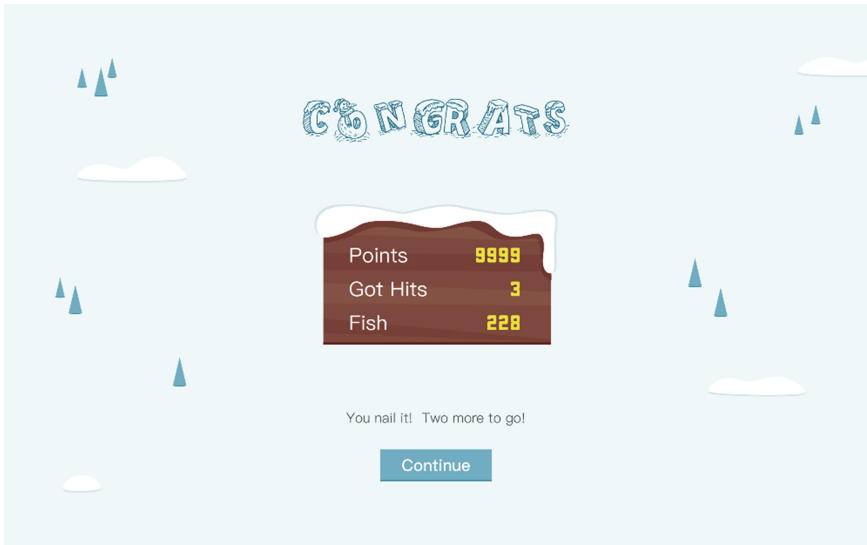 CONGRATS
Points 9999
Got Hits 3
Fish 228
You nail it! Two more to go!
Continue